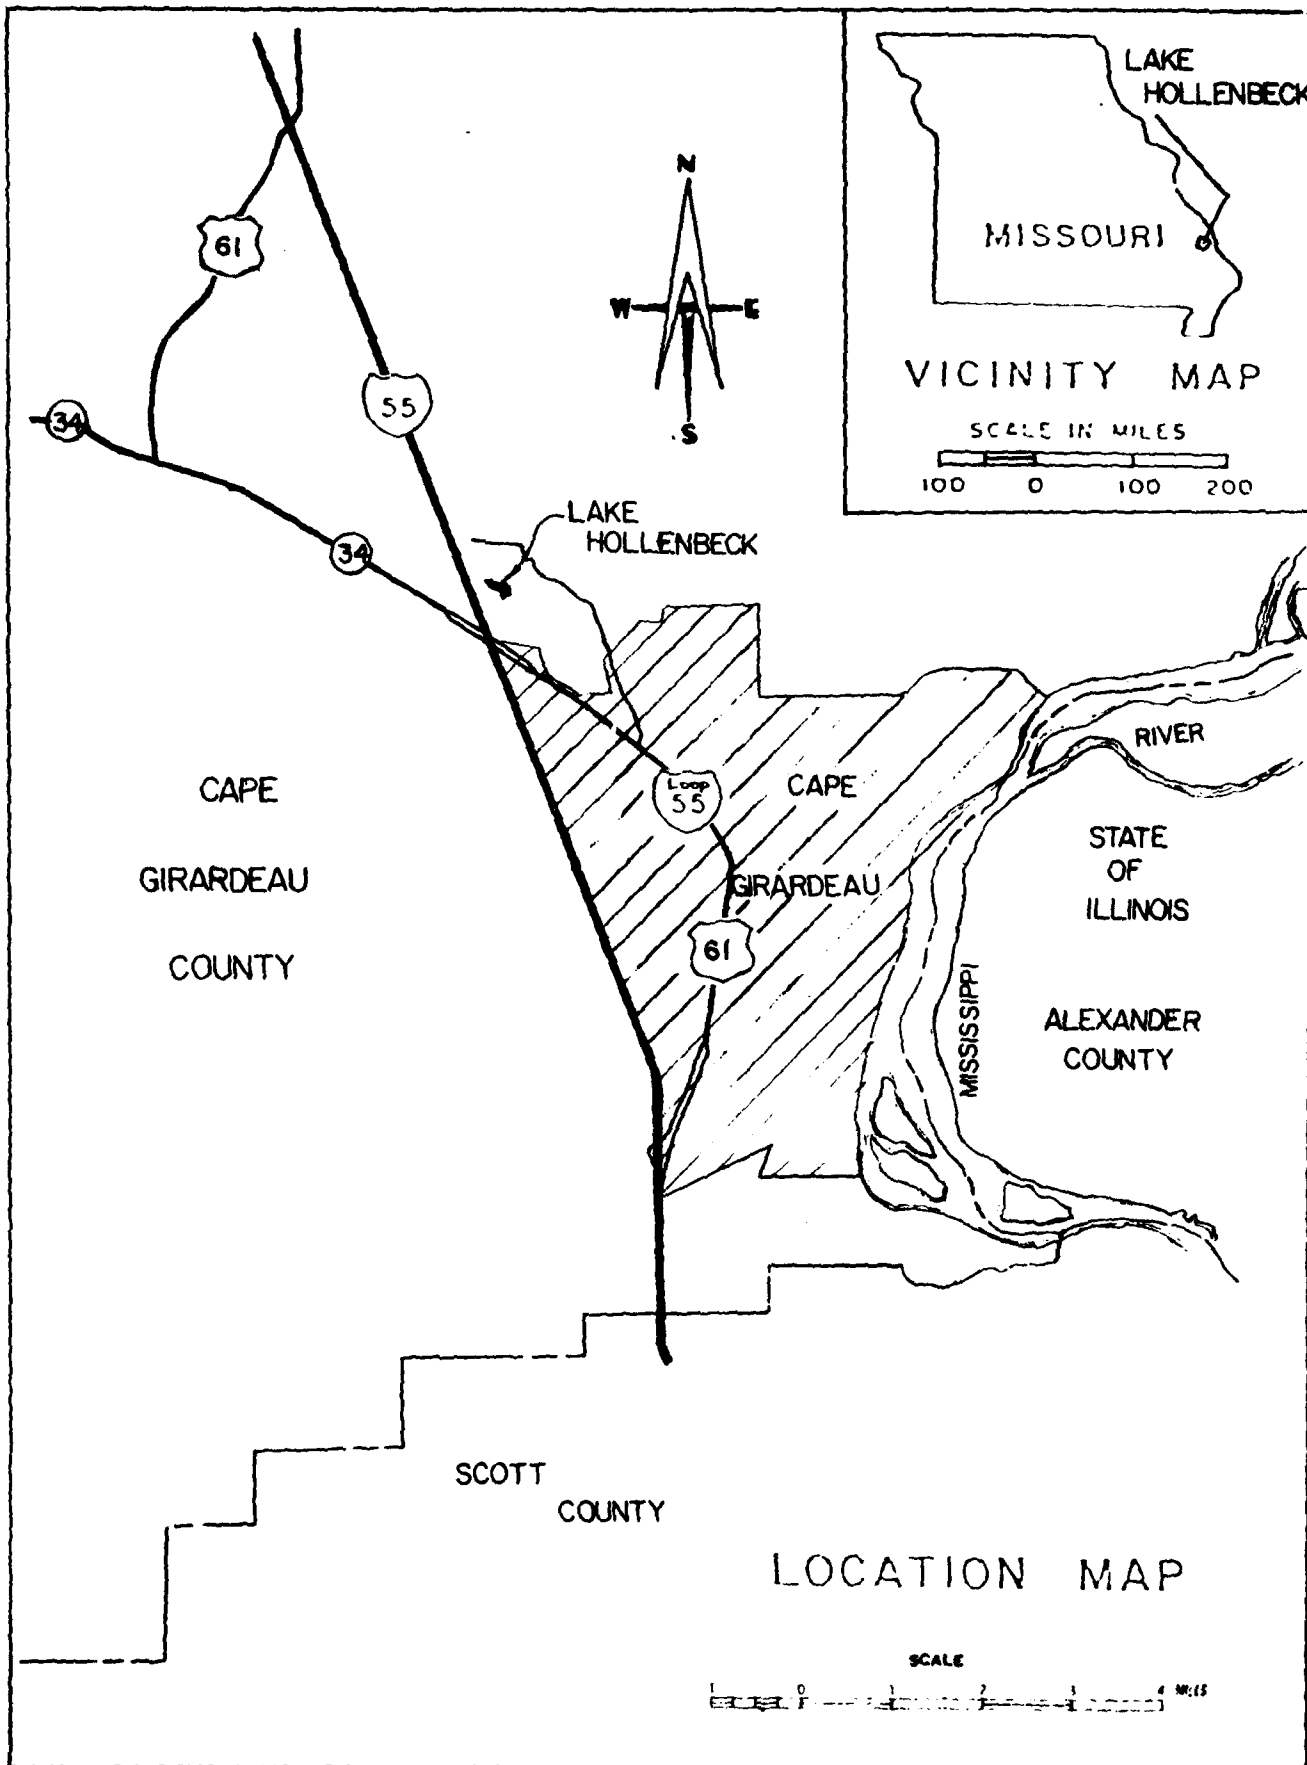 LAKE
HOLLENBECK
MISSOURI
VICINITY MAP
SCALE IN MILES
100 0 100 200
N
W E
S
61
55
34
34
LAKE
HOLLENBECK
RIVER
Loop
55
CAPE
GIRARDEAU
61
CAPE
GIRARDEAU
COUNTY
STATE
OF
ILLINOIS
MISSISSIPPI
ALEXANDER
COUNTY
SCOTT
COUNTY
LOCATION MAP
SCALE
1 0 1 2 3 4 MILES